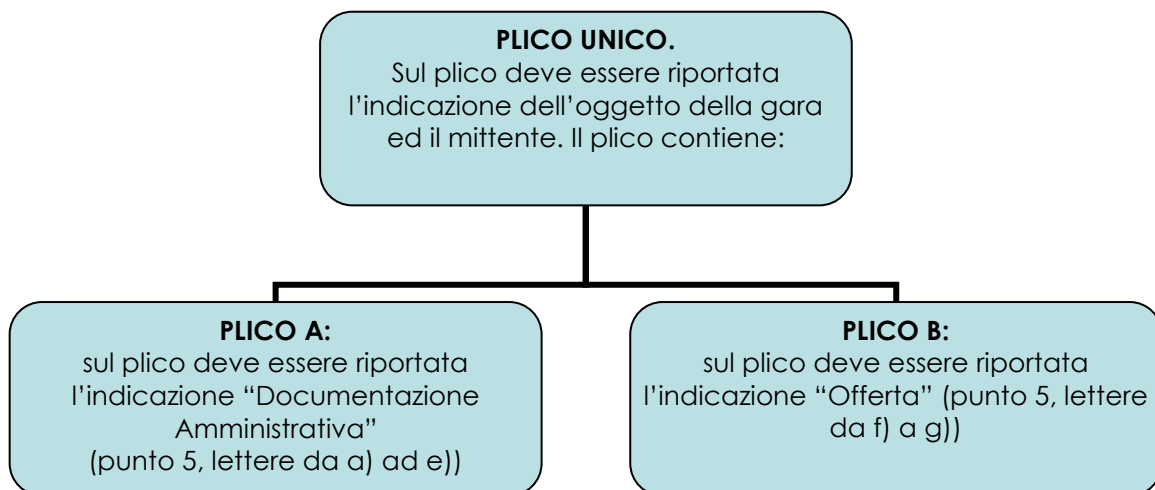 PLICO UNICO.
Sul plico deve essere riportata
l’indicazione dell’oggetto della gara
ed il mittente. Il plico contiene:
PLICO A:
sul plico deve essere riportata
l’indicazione “Documentazione
Amministrativa”
(punto 5, lettere da a) ad e))
PLICO B:
sul plico deve essere riportata
l’indicazione “Offerta” (punto 5, lettere
da f) a g))